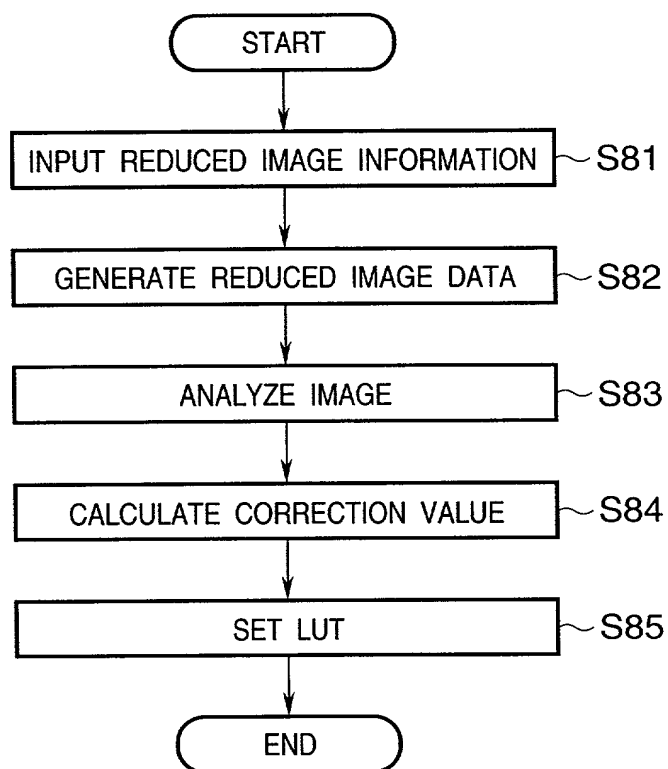 START
INPUT REDUCED IMAGE INFORMATION S81
GENERATE REDUCED IMAGE DATA S82
ANALYZE IMAGE S83
CALCULATE CORRECTION VALUE S84
SET LUT S85
END